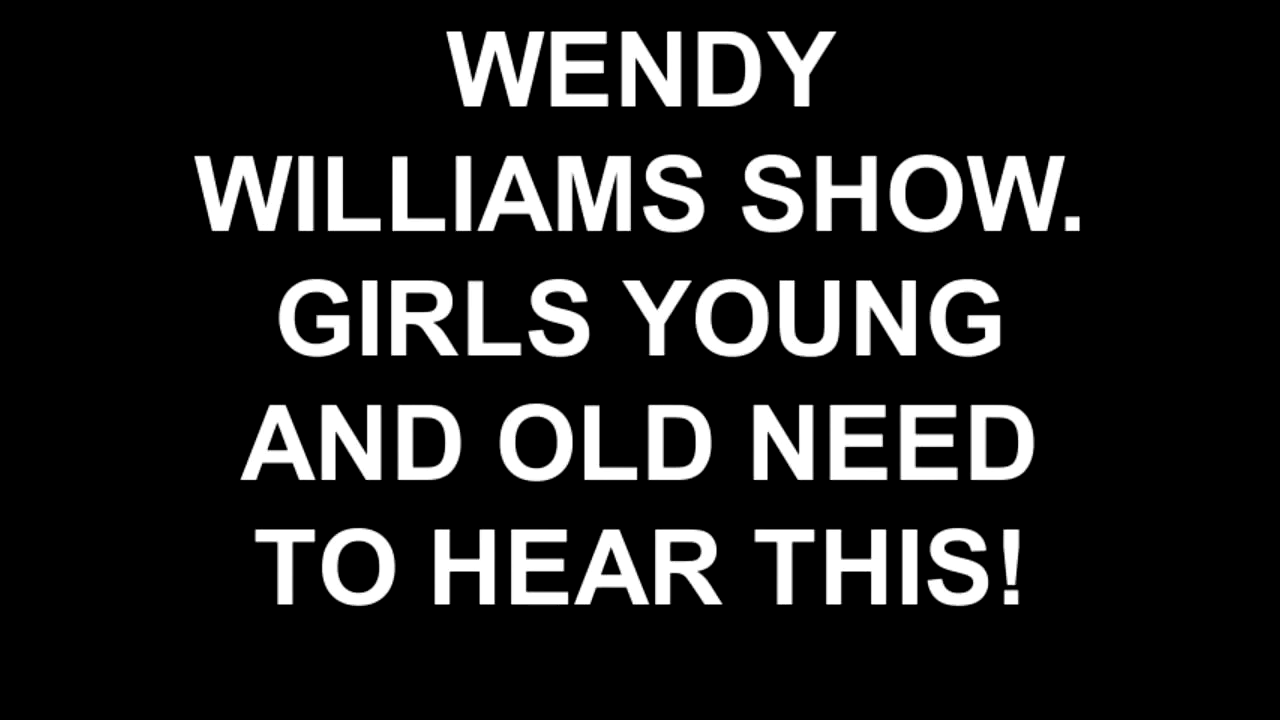 WENDY
WILLIAMS SHOW.
GIRLS YOUNG
AND OLD NEED
TO HEAR THIS!